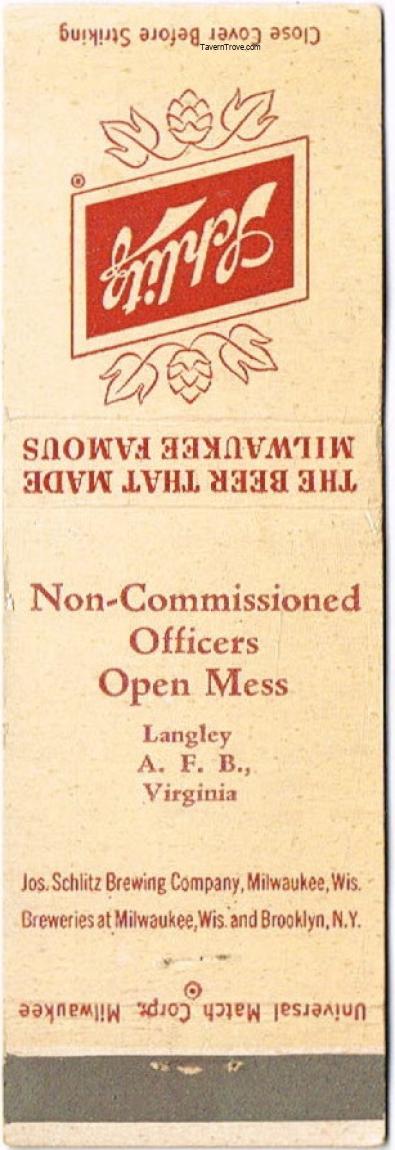 Close Cover Before Striking
TavernTrove.com
Schlitz
®
THE BEER THAT MADE
MILWAUKEE FAMOUS
Non-Commissioned
Officers
Open Mess
Langley
A. F. B.,
Virginia
Jos. Schlitz Brewing Company, Milwaukee, Wis.
Breweries at Milwaukee, Wis. and Brooklyn, N.Y.
Universal Match Corp., Milwaukee